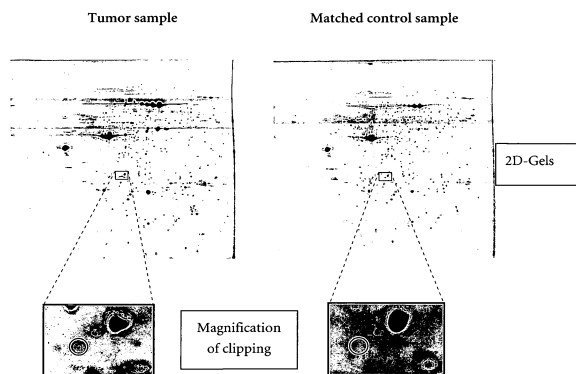 Tumor sample
Matched control sample
2D-Gels
Magnification
of clipping